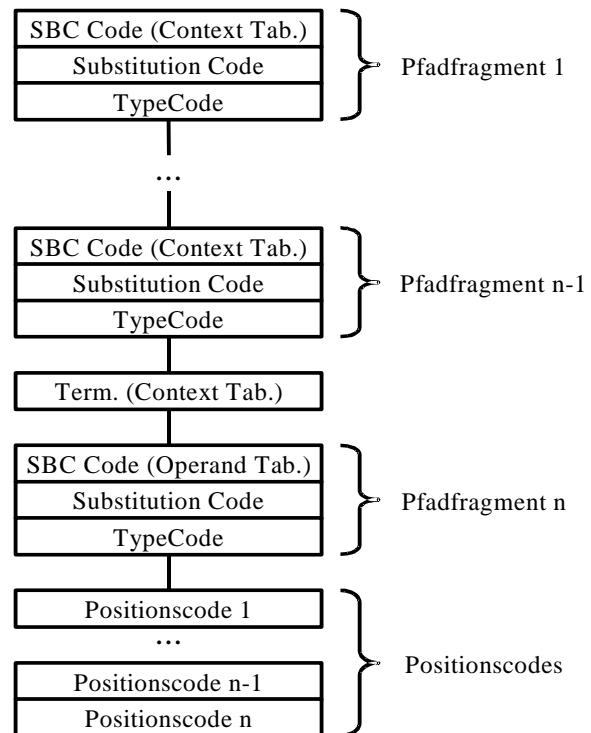 SBC Code (Context Tab.)
Substitution Code
TypeCode
Pfadfragment 1
...
SBC Code (Context Tab.)
Substitution Code
TypeCode
Pfadfragment n-1
Term. (Context Tab.)
SBC Code (Operand Tab.)
Substitution Code
TypeCode
Pfadfragment n
Positionscode 1
...
Positionscode n-1
Positionscode n
Positionscodes